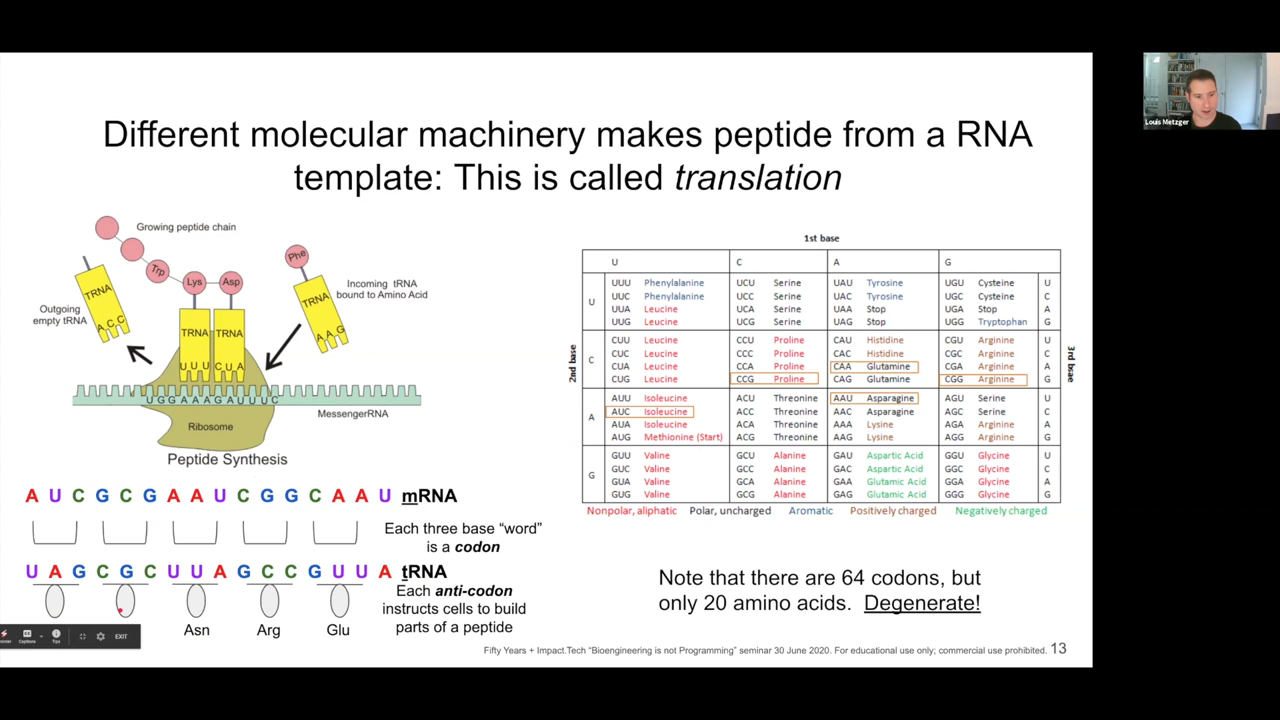 Louis Metzger
Different molecular machinery makes peptide from a RNA
template: This is called translation
Growing peptide chain
Trp
Lys
Asp
Phe
Incoming tRNA
bound to Amino Acid
Outgoing
empty tRNA
TRNA
A C C
TRNA
TRNA
TRNA
A A G
U U U C U A
U G G A A A G A U U U C
MessengerRNA
Ribosome
Peptide Synthesis
A U C G C G A A U C G G C A A U mRNA
Each three base “word”
is a codon
U A G C G C U U A G C C G U U A tRNA
Each anti-codon
instructs cells to build
parts of a peptide
Asn Arg Glu
1st base
U C A G
2nd base
3rd bsae
U
UUU Phenylalanine UCU Serine UAU Tyrosine UGU Cysteine U
UUC Phenylalanine UCC Serine UAC Tyrosine UGC Cysteine C
UUA Leucine UCA Serine UAA Stop UGA Stop A
UUG Leucine UCG Serine UAG Stop UGG Tryptophan G
C
CUU Leucine CCU Proline CAU Histidine CGU Arginine U
CUC Leucine CCC Proline CAC Histidine CGC Arginine C
CUA Leucine CCA Proline CAA Glutamine CGA Arginine A
CUG Leucine CCG Proline CAG Glutamine CGG Arginine G
A
AUU Isoleucine ACU Threonine AAU Asparagine AGU Serine U
AUC Isoleucine ACC Threonine AAC Asparagine AGC Serine C
AUA Isoleucine ACA Threonine AAA Lysine AGA Arginine A
AUG Methionine (Start) ACG Threonine AAG Lysine AGG Arginine G
G
GUU Valine GCU Alanine GAU Aspartic Acid GGU Glycine U
GUC Valine GCC Alanine GAC Aspartic Acid GGC Glycine C
GUA Valine GCA Alanine GAA Glutamic Acid GGA Glycine A
GUG Valine GCG Alanine GAG Glutamic Acid GGG Glycine G
Nonpolar, aliphatic Polar, uncharged Aromatic Positively charged Negatively charged
Note that there are 64 codons, but
only 20 amino acids. Degenerate!
Captions Tips EXIT
Fifty Years + Impact.Tech “Bioengineering is not Programming” seminar 30 June 2020. For educational use only; commercial use prohibited. 13